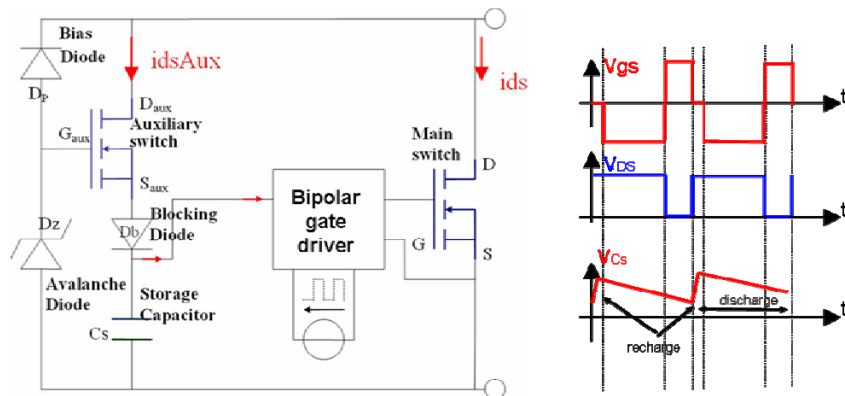 Bias
Diode
idsAux
DP
Daux
Gaux
Auxiliary
switch
Saux
Dz
Db
Blocking
Diode
Avalanche
Diode
Storage
Capacitor
Cs
Bipolar
gate
driver
Main
switch
D
G
S
ids
Vgs
t
VDS
t
VCs
discharge
t
recharge